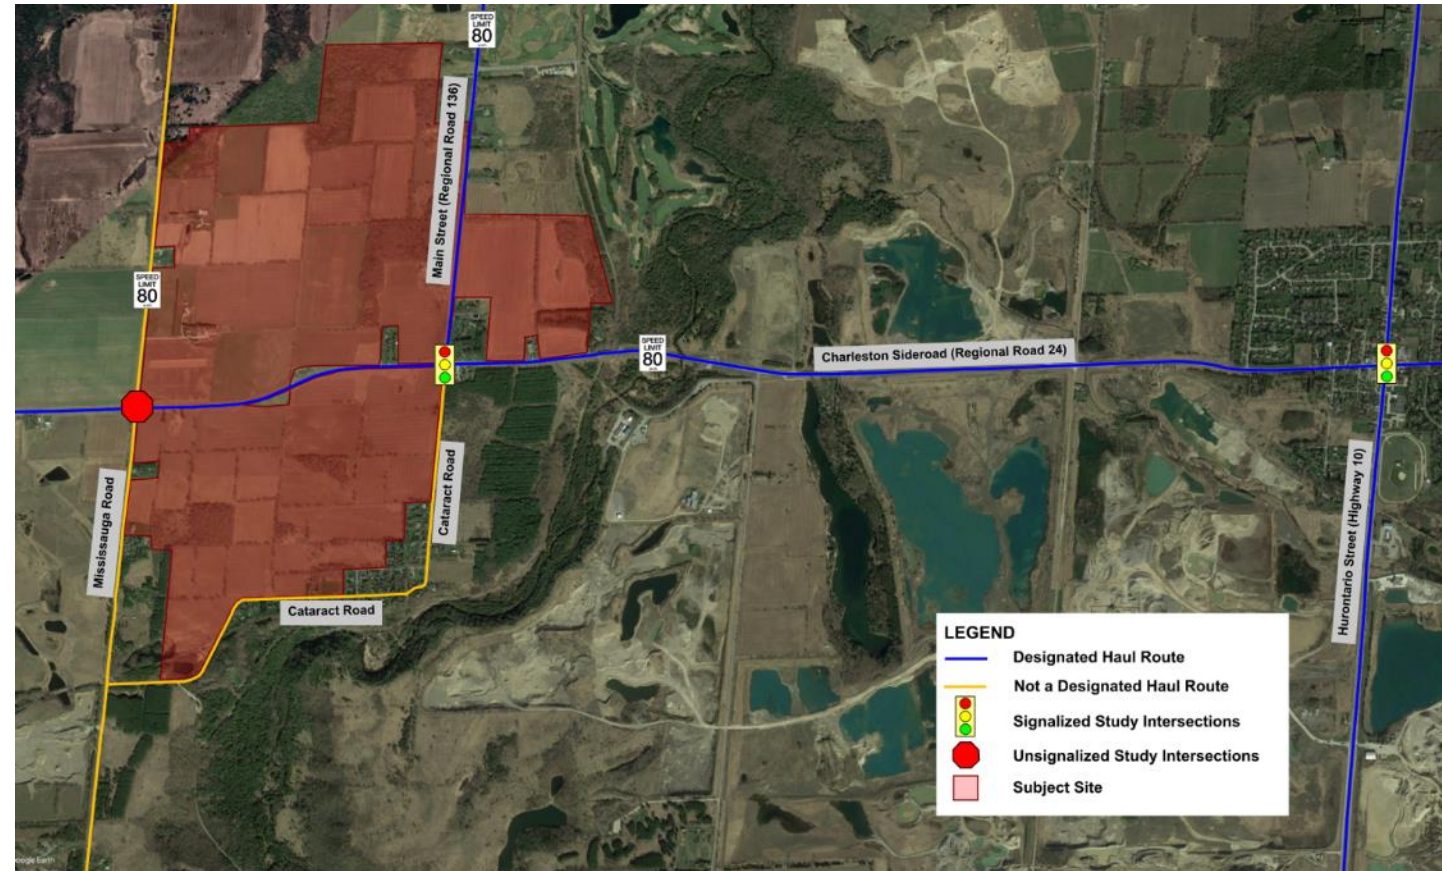 SPEED
LIMIT
80
Main Street (Regional Road 136)
SPEED
LIMIT
80
SPEED
LIMIT
80
Charleston Sideroad (Regional Road 24)
Mississauga Road
Cataract Road
Cataract Road
Hurontario Street (Highway 10)
LEGEND
Designated Haul Route
Not a Designated Haul Route
Signalized Study Intersections
Unsignalized Study Intersections
Subject Site
Google Earth